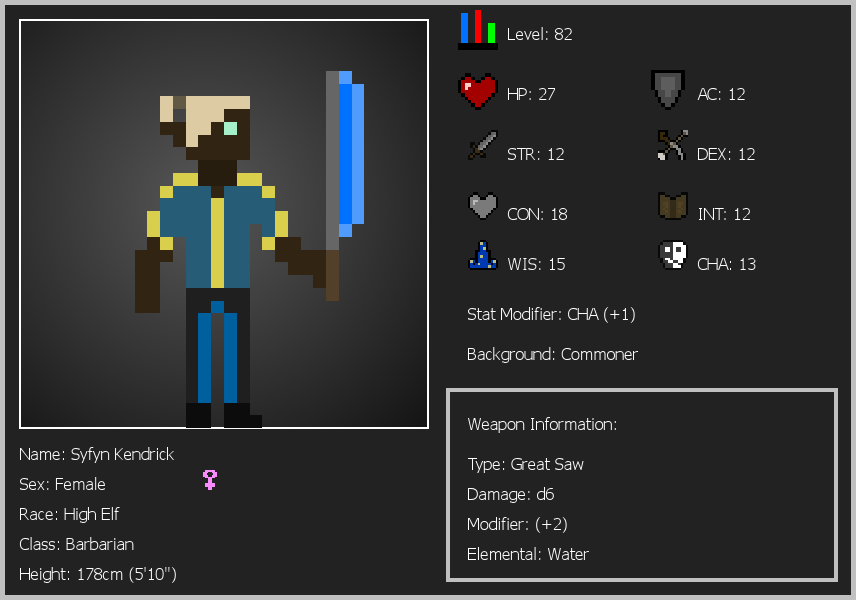 Level: 82
HP: 27
AC: 12
STR: 12
DEX: 12
CON: 18
INT: 12
WIS: 15
CHA: 13
Stat Modifier: CHA (+1)
Background: Commoner
Weapon Information:
Type: Great Saw
Damage: d6
Modifier: (+2)
Elemental: Water
Name: Syfyn Kendrick
Sex: Female
Race: High Elf
Class: Barbarian
Height: 178cm (5'10")